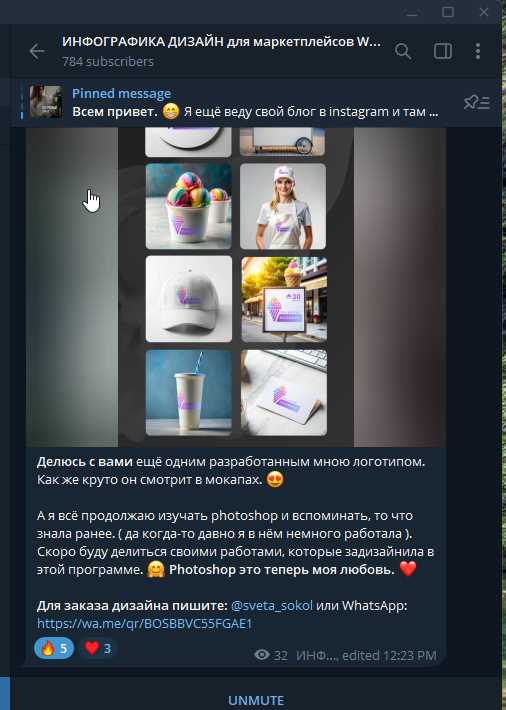 ИНФОГРАФИКА ДИЗАЙН для маркетплейсов W...
784 subscribers
Pinned message
Всем привет. 😁 Я ещё веду свой блог в instagram и там ...
Делюсь с вами ещё одним разработанным мною логотипом.
Как же круто он смотрит в мокапах. 😍
А я всё продолжаю изучать photoshop и вспоминать, то что
знала ранее. ( да когда-то давно я в нём немного работала ).
Скоро буду делиться своими работами, которые задизайнила в
этой программе. 🤗 Photoshop это теперь моя любовь. ❤️
Для заказа дизайна пишите: @sveta_sokol или WhatsApp:
https://wa.me/qr/BOSBBVC55FGAE1
🔥 5 ❤️ 3
32 ИНФ..., edited 12:23 PM
UNMUTE